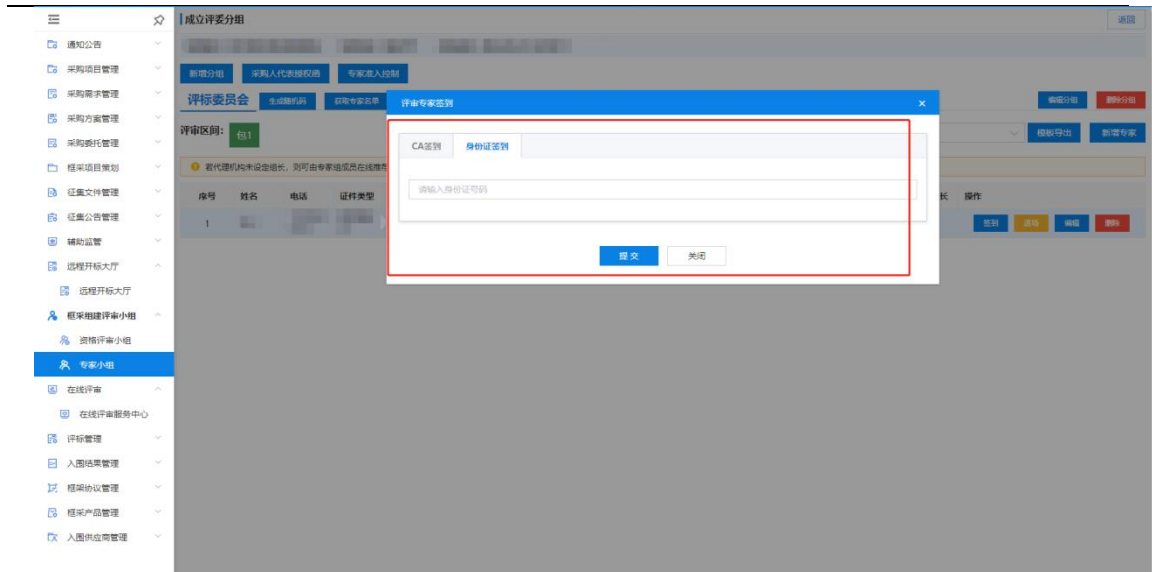 成立评委分组
返回
通知公告
采购项目管理
采购需求管理
采购方案管理
采购委托管理
框采项目策划
征集文件管理
征集公告管理
辅助监管
远程开标大厅
远程开标大厅
框采组建评审小组
资格评审小组
专家小组
在线评审
在线评审服务中心
评标管理
入围结果管理
框架协议管理
框采产品管理
入围供应商管理
新增分组 采购人代表授权函 专家准入控制
评标委员会 生成随机码 获取专家名单 编辑分组 删除分组
评审区间： 包1 模板导出 新增专家
若代理机构未设定组长，则可由专家组成员在线推荐
序号 姓名 电话 证件类型 长 操作
1 签到 离场 编辑 删除
评审专家签到 ×
CA签到 身份证签到
请输入身份证号码
提交 关闭